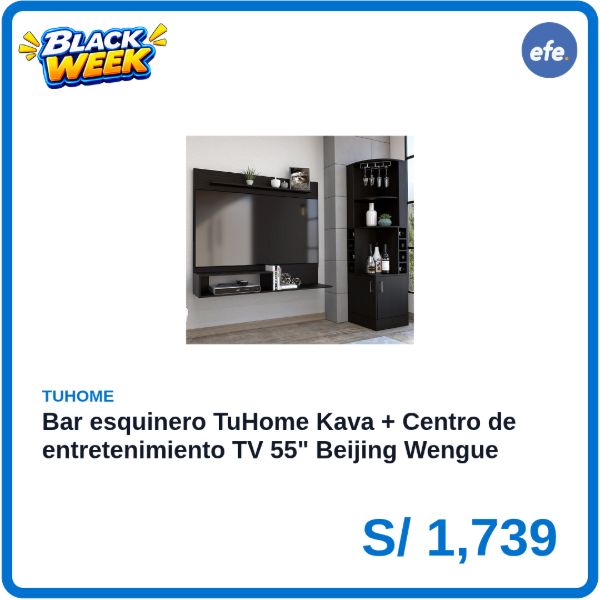 BLACK
WEEK
efe.
TUHOME
Bar esquinero TuHome Kava + Centro de
entretenimiento TV 55" Beijing Wengue
S/ 1,739